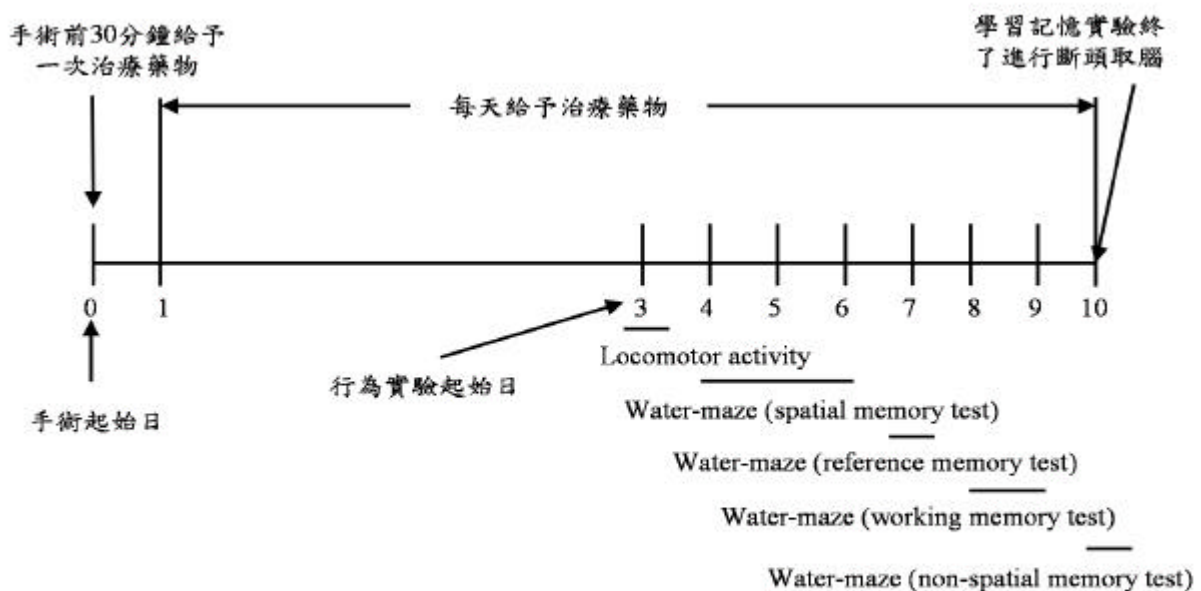 手術前30分鐘給予
一次治療藥物
學習記憶實驗終
了進行斷頭取腦
每天給予治療藥物
0 1 3 4 5 6 7 8 9 10
Locomotor activity
行為實驗起始日
手術起始日
Water-maze (spatial memory test)
Water-maze (reference memory test)
Water-maze (working memory test)
Water-maze (non-spatial memory test)